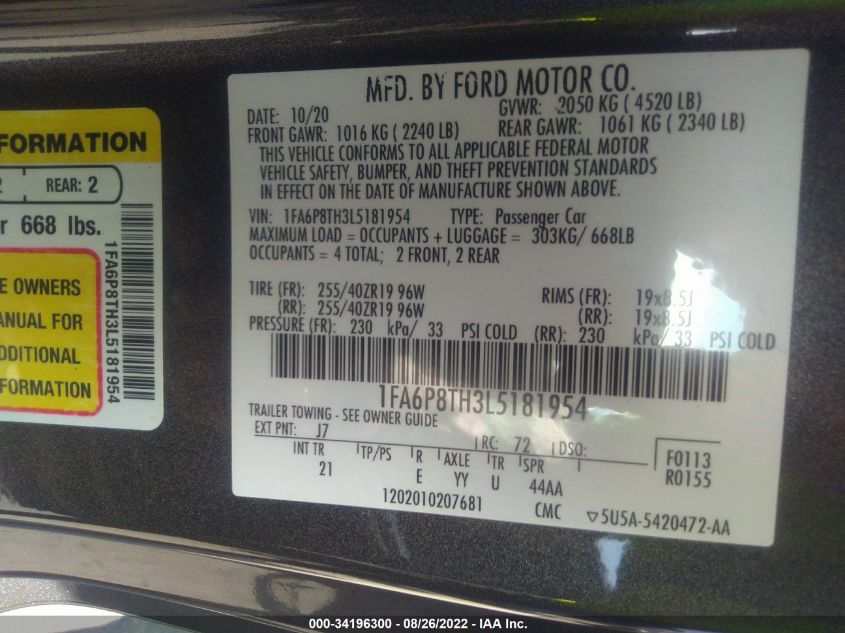 FORMATION
2 REAR: 2
r 668 lbs.
E OWNERS
ANUAL FOR
DDITIONAL
FORMATION
1FA6P8TH3L5181954
MFD. BY FORD MOTOR CO.
DATE: 10/20 GVWR: 2050 KG ( 4520 LB)
FRONT GAWR: 1016 KG ( 2240 LB) REAR GAWR: 1061 KG ( 2340 LB)
THIS VEHICLE CONFORMS TO ALL APPLICABLE FEDERAL MOTOR
VEHICLE SAFETY, BUMPER, AND THEFT PREVENTION STANDARDS
IN EFFECT ON THE DATE OF MANUFACTURE SHOWN ABOVE.
VIN: 1FA6P8TH3L5181954 TYPE: Passenger Car
MAXIMUM LOAD = OCCUPANTS + LUGGAGE = 303KG/ 668LB
OCCUPANTS = 4 TOTAL; 2 FRONT, 2 REAR
TIRE (FR): 255/40ZR19 96W RIMS (FR): 19x8.5J
(RR): 255/40ZR19 96W (RR): 19x8.5J
PRESSURE (FR): 230 kPa/ 33 PSI COLD (RR): 230 kPa/ 33 PSI COLD
1FA6P8TH3L5181954
TRAILER TOWING - SEE OWNER GUIDE
EXT PNT: J7 RC: 72 DSO:
INT TR TP/PS R AXLE TR SPR F0113
21 E YY U 44AA R0155
1202010207681 CMC ▽5U5A-5420472-AA
000-34196300 - 08/26/2022 - IAA Inc.